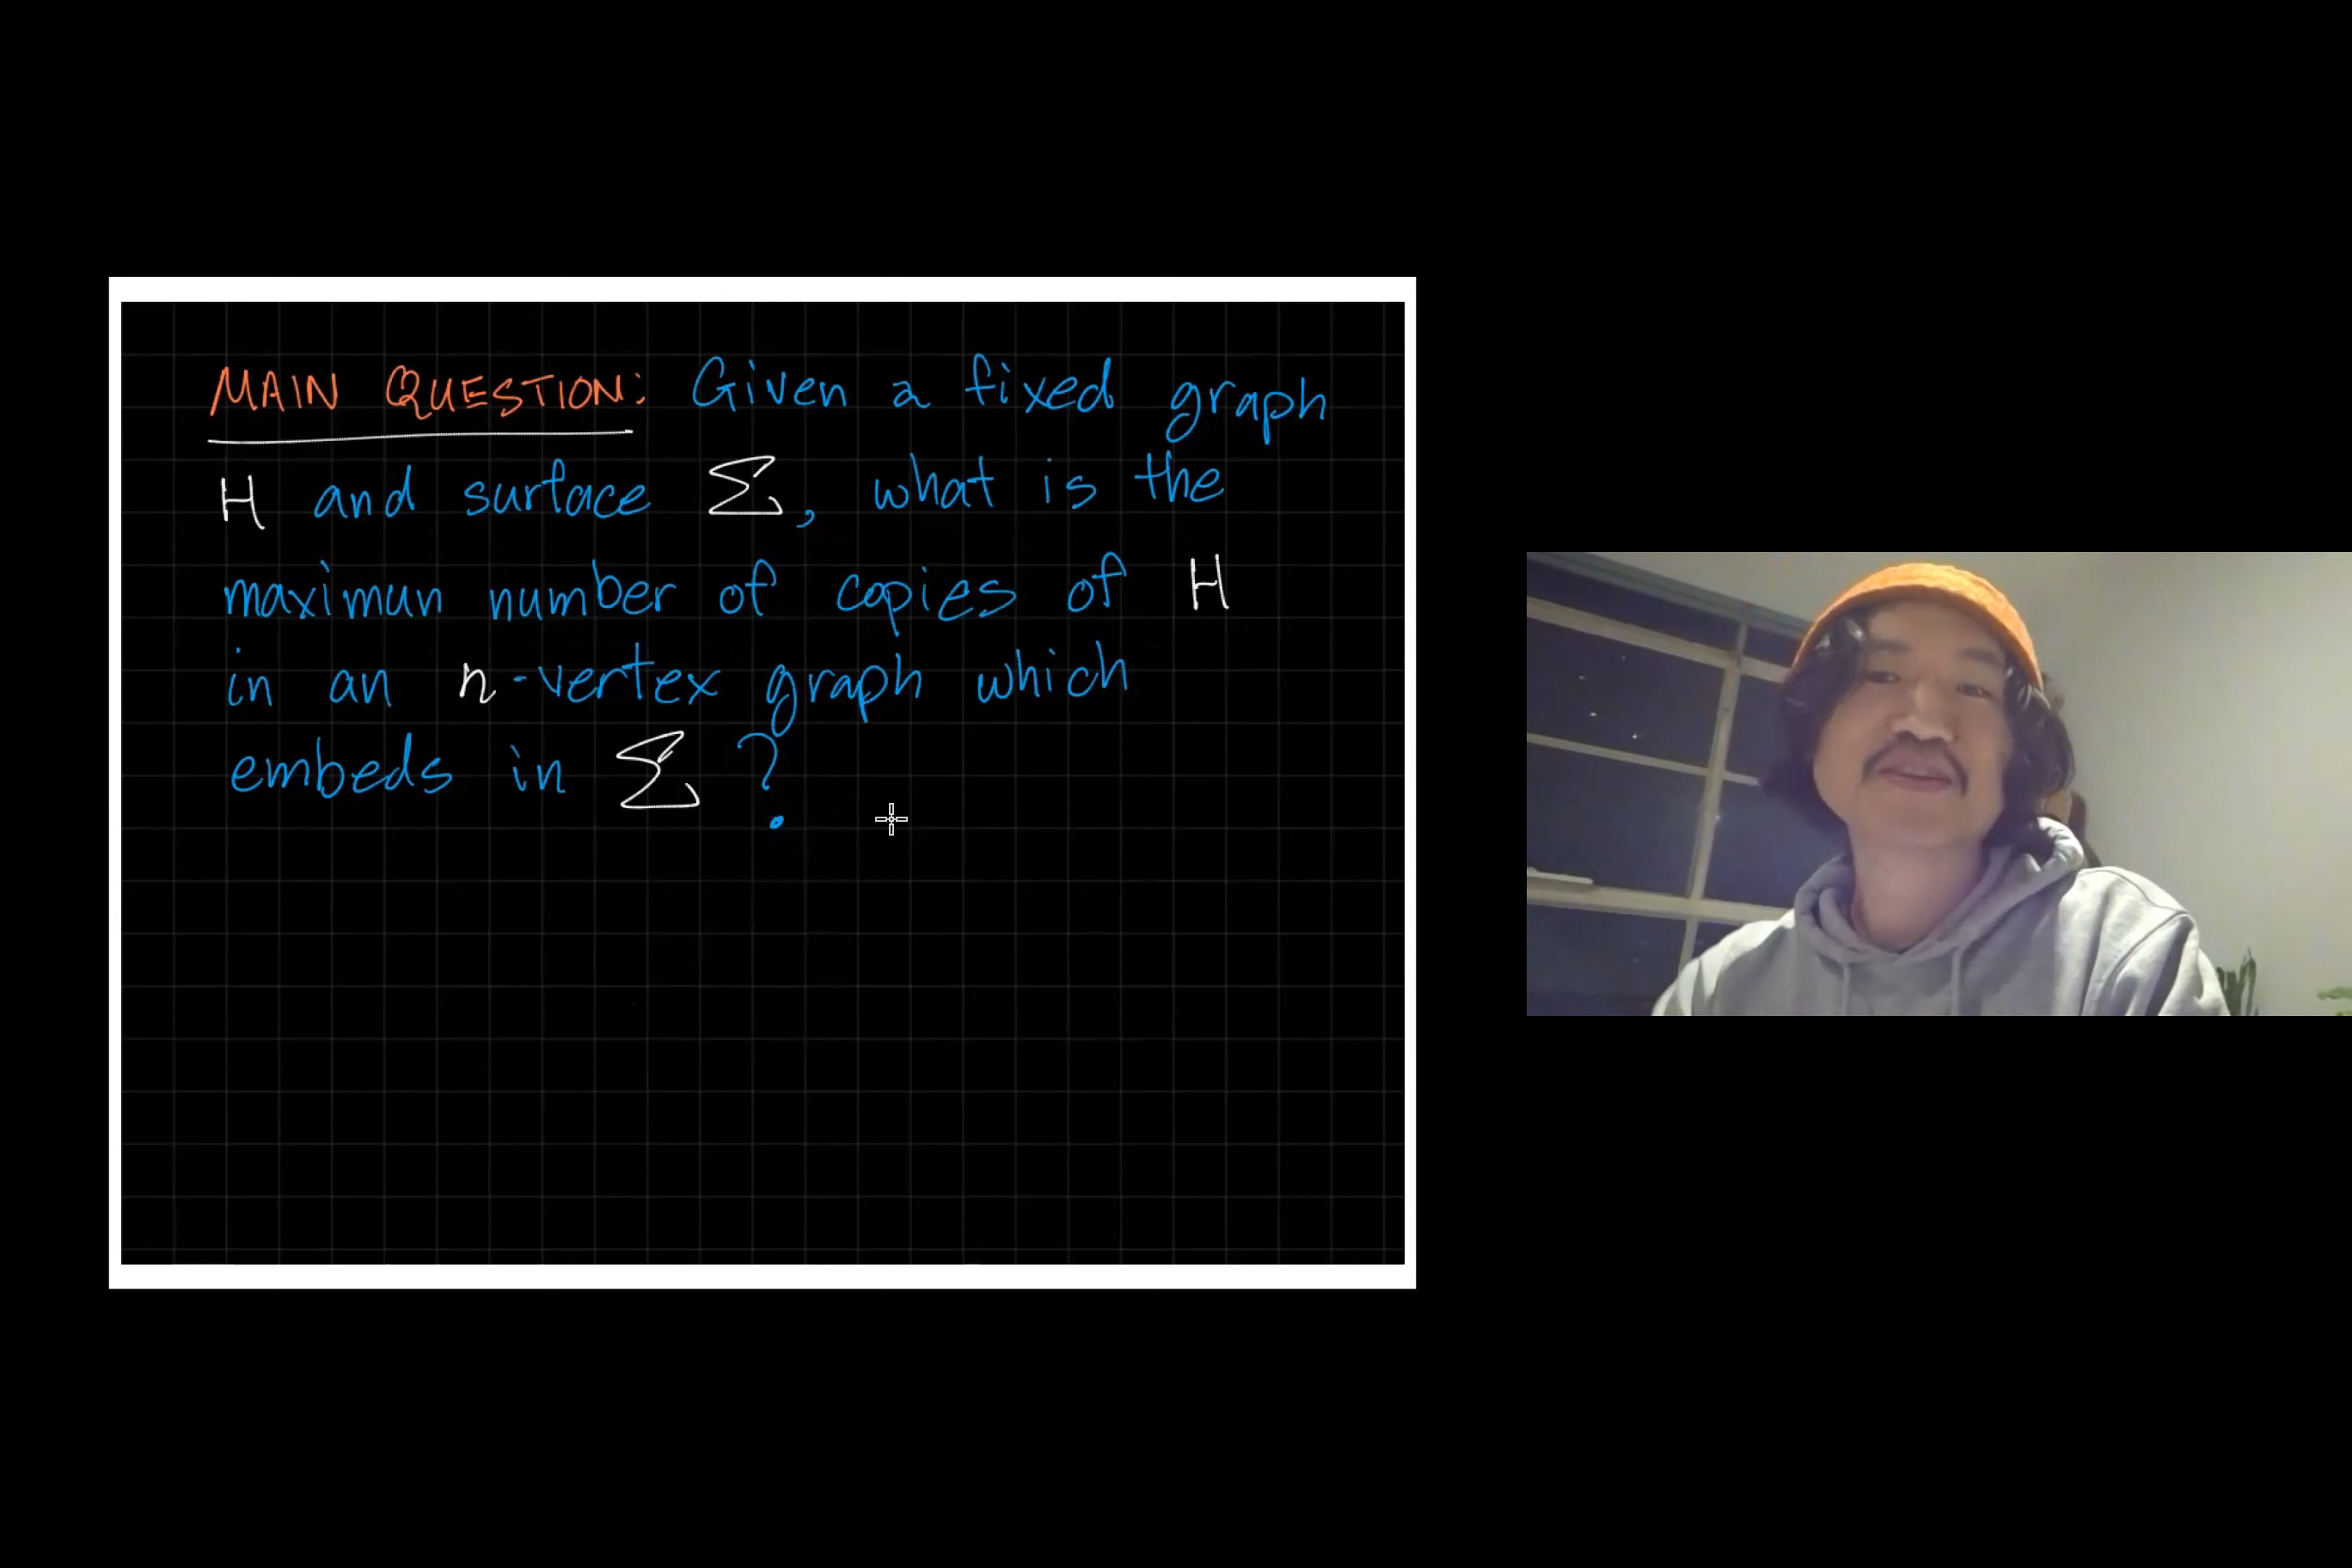 MAIN QUESTION: Given a fixed graph
H and surface Σ, what is the
maximun number of copies of H
in an n-vertex graph which
embeds in Σ ?